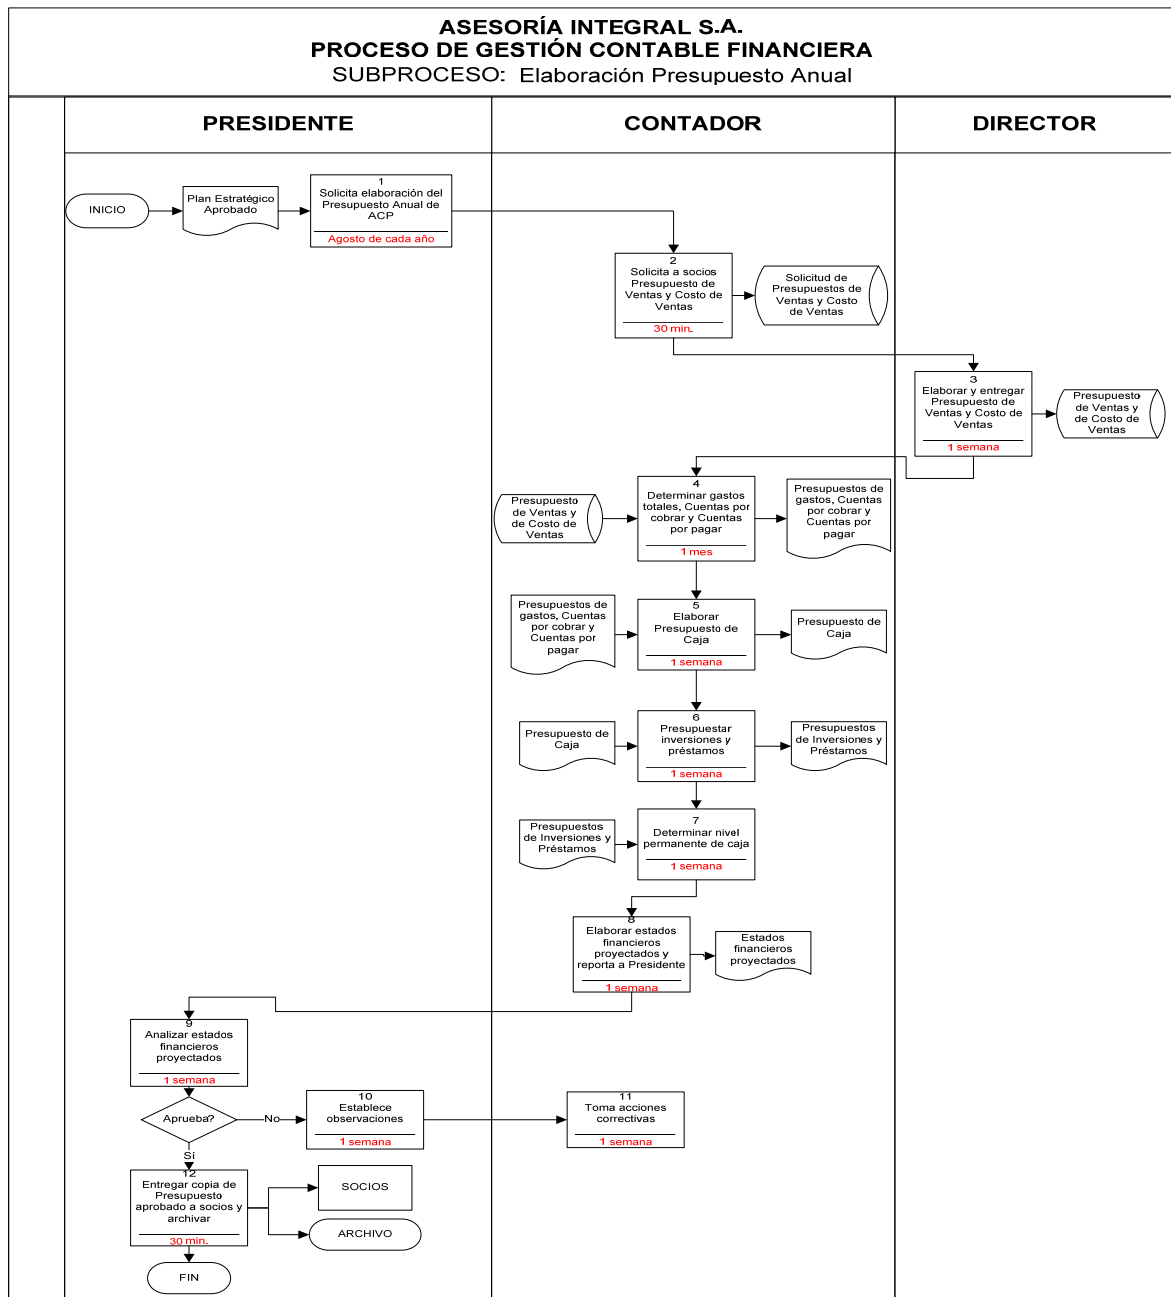 ASESORÍA INTEGRAL S.A.
PROCESO DE GESTIÓN CONTABLE FINANCIERA
SUBPROCESO: Elaboración Presupuesto Anual
PRESIDENTE
CONTADOR
DIRECTOR
INICIO
Plan Estratégico
Aprobado
1
Solicita elaboración del
Presupuesto Anual de
ACP
Agosto de cada año
2
Solicita a socios
Presupuesto de
Ventas y Costo de
Ventas
30 min.
Solicitud de
Presupuestos de
Ventas y Costo
de Ventas
3
Elaborar y entregar
Presupuesto de
Ventas y Costo de
Ventas
1 semana
Presupuesto
de Ventas y
de Costo de
Ventas
Presupuesto
de Ventas y
de Costo de
Ventas
4
Determinar gastos
totales, Cuentas por
cobrar y Cuentas
por pagar
1 mes
Presupuestos de
gastos, Cuentas
por cobrar y
Cuentas por
pagar
Presupuestos de
gastos, Cuentas
por cobrar y
Cuentas por
pagar
5
Elaborar
Presupuesto de
Caja
1 semana
Presupuesto de
Caja
Presupuesto de
Caja
6
Presupuestar
inversiones y
préstamos
1 semana
Presupuestos
de Inversiones y
Préstamos
Presupuestos
de Inversiones y
Préstamos
7
Determinar nivel
permanente de caja
1 semana
8
Elaborar estados
financieros
proyectados y
reporta a Presidente
1 semana
Estados
financieros
proyectados
9
Analizar estados
financieros
proyectados
1 semana
Aprueba?
No
10
Establece
observaciones
1 semana
11
Toma acciones
correctivas
1 semana
Sí
12
Entregar copia de
Presupuesto
aprobado a socios y
archivar
30 min.
SOCIOS
ARCHIVO
FIN